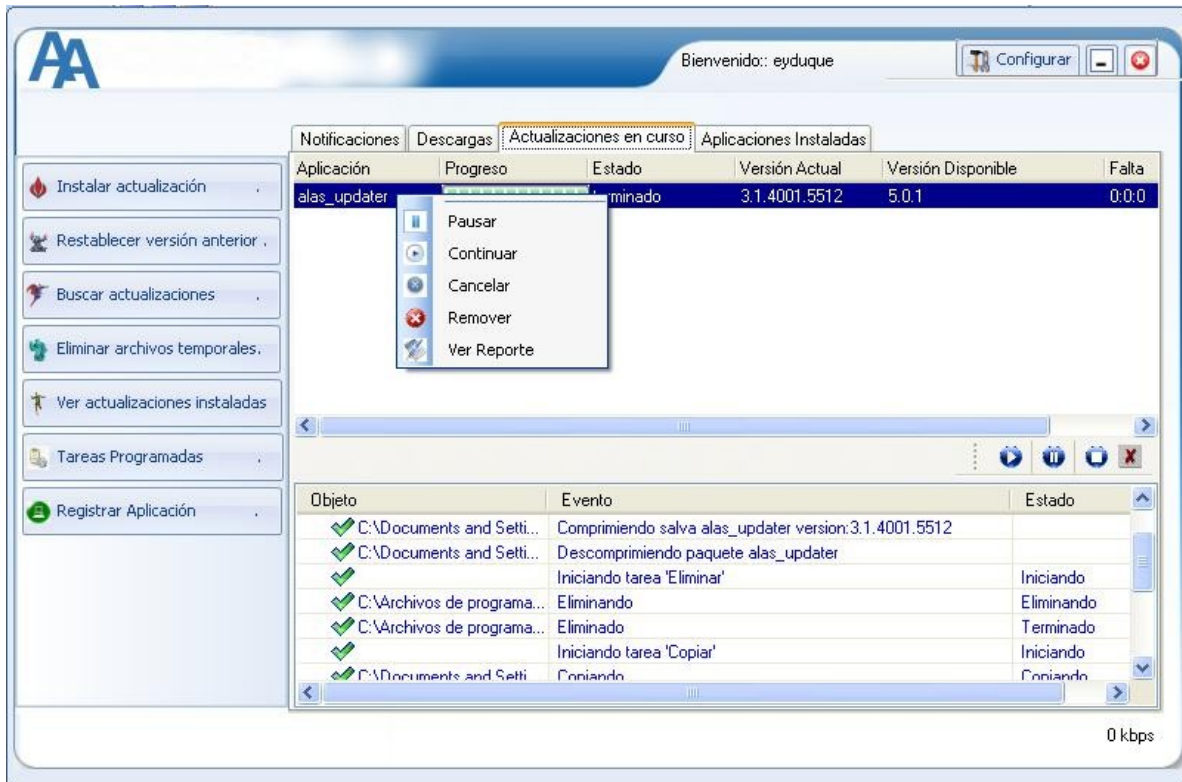 AA
Bienvenido:: eyduque
Configurar
Notificaciones Descargas Actualizaciones en curso Aplicaciones Instaladas
Instalar actualización .
Restablecer versión anterior .
Buscar actualizaciones .
Eliminar archivos temporales.
Ver actualizaciones instaladas
Tareas Programadas .
Registrar Aplicación .
Aplicación Progreso Estado Versión Actual Versión Disponible Falta
alas_updater minado 3.1.4001.5512 5.0.1 0:0:0
Pausar
Continuar
Cancelar
Remover
Ver Reporte
Objeto Evento Estado
C:\Documents and Setti... Comprimiendo salva alas_updater version:3.1.4001.5512
C:\Documents and Setti... Descomprimiendo paquete alas_updater
Iniciando tarea 'Eliminar' Iniciando
C:\Archivos de programa... Eliminando Eliminando
C:\Archivos de programa... Eliminado Terminado
Iniciando tarea 'Copiar' Iniciando
C:\Documents and Setti... Copiando Copiando
0 kbps